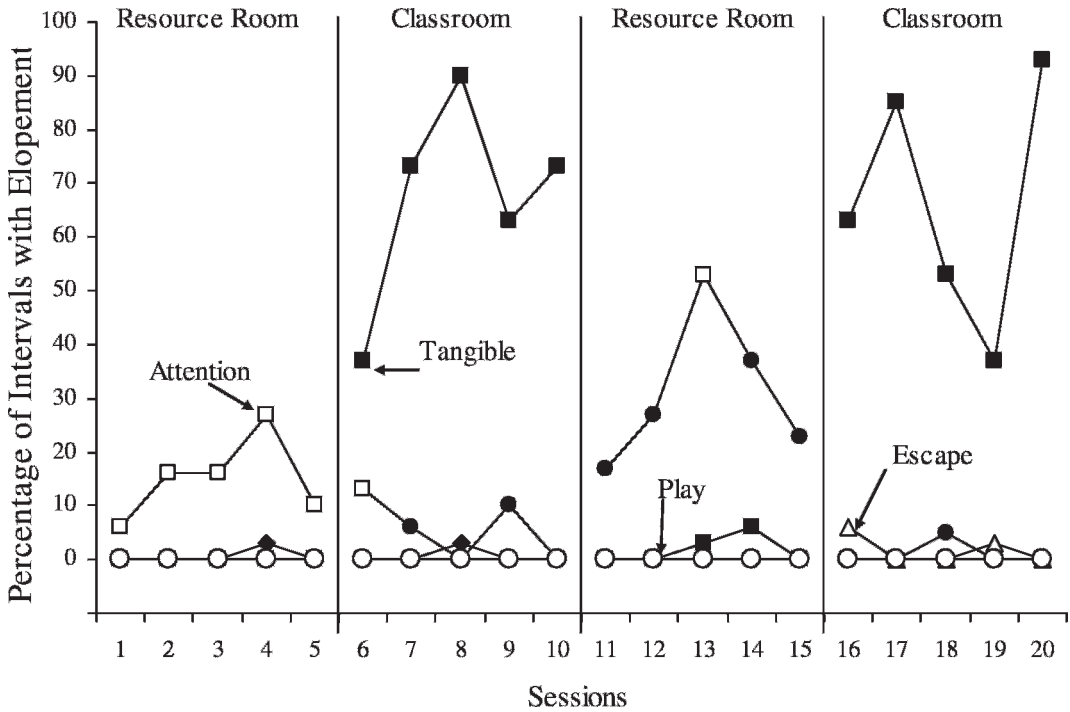 Resource Room
Classroom
Resource Room
Classroom
Percentage of Intervals with Elopement
100
90
80
70
60
50
40
30
20
10
0
Attention
Tangible
Play
Escape
1 2 3 4 5 6 7 8 9 10 11 12 13 14 15 16 17 18 19 20
Sessions